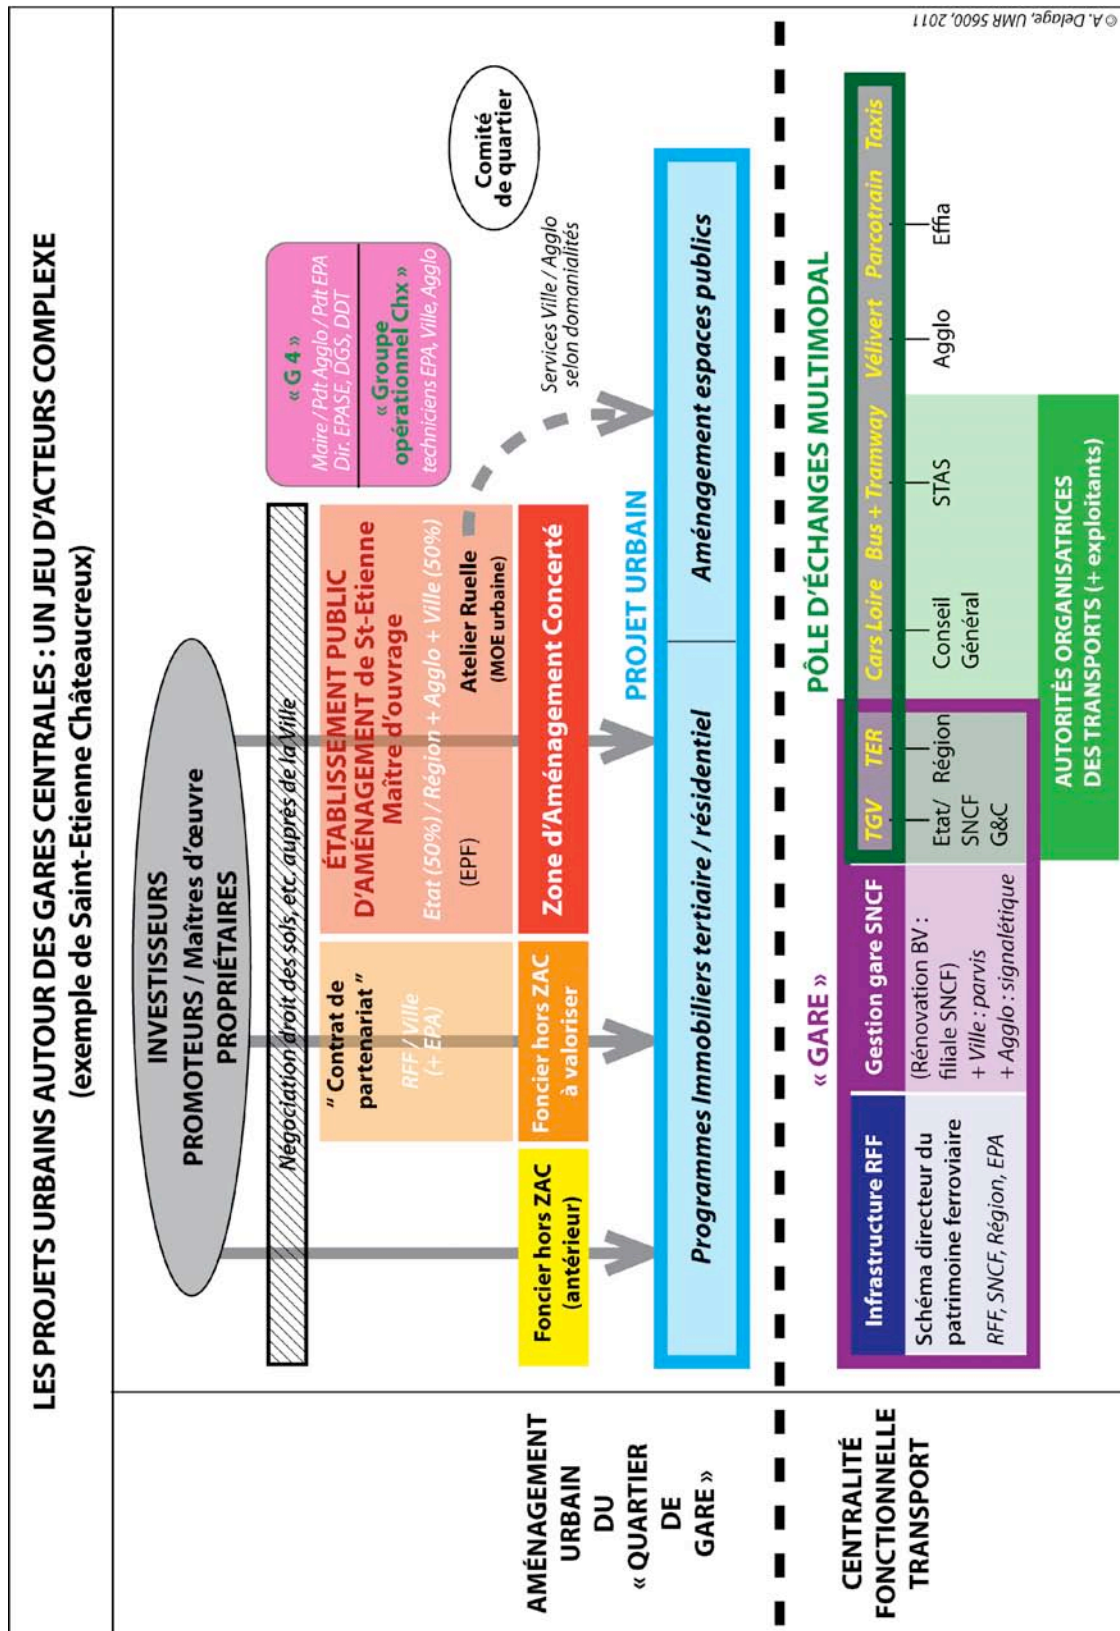 LES PROJETS URBAINS AUTOUR DES GARES CENTRALES : UN JEU D'ACTEURS COMPLEXE
(exemple de Saint-Etienne Châteaucreux)
AMÉNAGEMENT
URBAIN
DU
« QUARTIER
DE
GARE »
INVESTISSEURS
PROMOTEURS / Maîtres d'œuvre
PROPRIÉTAIRES
Négociation droit des sols, etc. auprès de la Ville
« G 4 »
Maire / Pdt Agglo / Pdt EPA
Dir. EPASE, DGS, DDT
« Groupe
opérationnel Chx »
techniciens EPA, Ville, Agglo
" Contrat de
partenariat "
RFF / Ville
(+ EPA)
ÉTABLISSEMENT PUBLIC
D'AMÉNAGEMENT de St-Etienne
Maître d'ouvrage
Etat (50%) / Région + Agglo + Ville (50%)
(EPF)
Atelier Ruelle
(MOE urbaine)
Comité
de quartier
Foncier hors ZAC
(antérieur)
Foncier hors ZAC
à valoriser
Zone d'Aménagement Concerté
Services Ville / Agglo
selon domanialités
PROJET URBAIN
Programmes Immobiliers tertiaire / résidentiel
Aménagement espaces publics
CENTRALITÉ
FONCTIONNELLE
TRANSPORT
« GARE »
PÔLE D'ÉCHANGES MULTIMODAL
Infrastructure RFF
Gestion gare SNCF
TGV TER Cars Loire Bus + Tramway Vélivert Parcotrain Taxis
Schéma directeur du
patrimoine ferroviaire
RFF, SNCF, Région, EPA
(Rénovation BV :
filiale SNCF)
+ Ville : parvis
+ Agglo : signalétique
Etat/
SNCF
G&C
Région
Conseil
Général
STAS
Agglo
Effia
AUTORITÉS ORGANISATRICES
DES TRANSPORTS (+ exploitants)
© A. Delage, UMR 5600, 2011